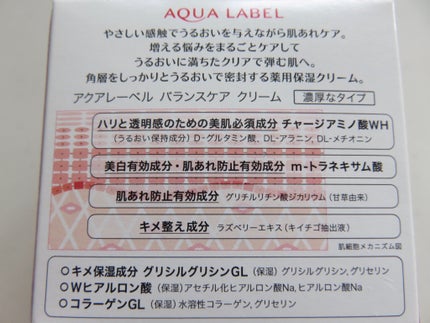 AQUA LABEL
やさしい感触でうるおいを与えながら肌あれケア。
増える悩みをまるごとケアして
うるおいに満ちたクリアで弾む肌へ。
角層をしっかりとうるおいで密封する薬用保湿クリーム。
アクアレーベル バランスケア クリーム 濃厚なタイプ
ハリと透明感のための美肌必須成分 チャージアミノ酸WH
(うるおい保持成分) D-グルタミン酸、DL-アラニン、DL-メチオニン
美白有効成分・肌あれ防止有効成分 m-トラネキサム酸
肌あれ防止有効成分 グリチルリチン酸ジカリウム(甘草由来)
キメ整え成分 ラズベリーエキス(キイチゴ抽出液)
肌細胞メカニズム図
○キメ保湿成分 グリシルグリシンGL (保湿) グリシルグリシン、グリセリン
○Wヒアルロン酸 (保湿) アセチル化ヒアルロン酸Na、ヒアルロン酸Na
○コラーゲンGL (保湿) 水溶性コラーゲン、グリセリン